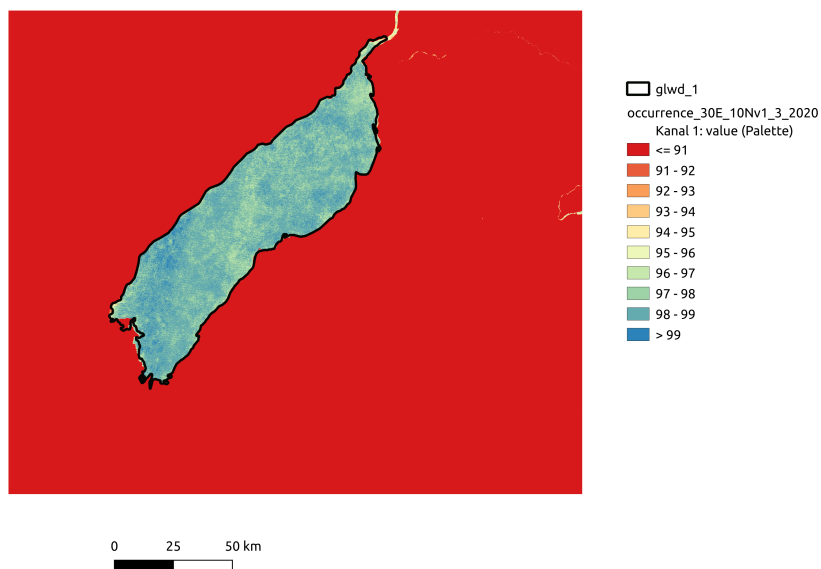 glwd_1
occurrence_30E_10Nv1_3_2020
Kanal 1: value (Palette)
<= 91
91 - 92
92 - 93
93 - 94
94 - 95
95 - 96
96 - 97
97 - 98
98 - 99
> 99
0 25 50 km